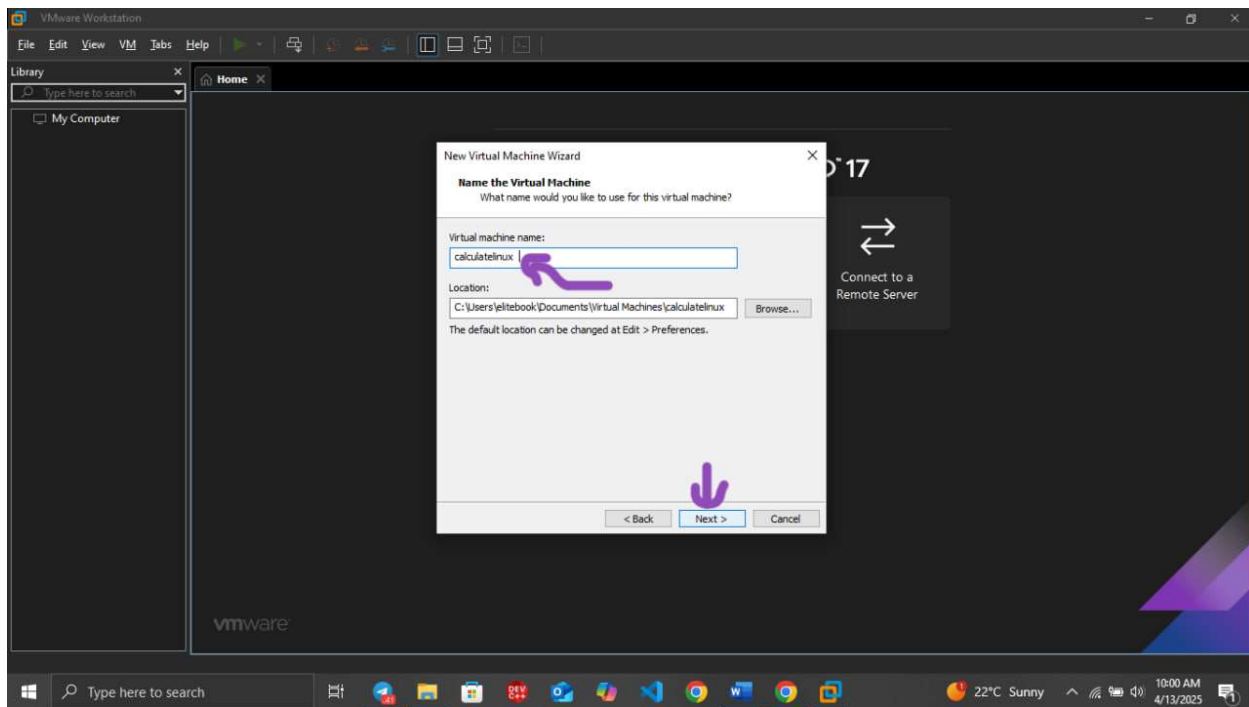 VMware Workstation
File Edit View VM Tabs Help
Library
Type here to search
My Computer
Home
17
Connect to a
Remote Server
New Virtual Machine Wizard
Name the Virtual Machine
What name would you like to use for this virtual machine?
Virtual machine name:
calculatelinux
Location:
C:\Users\elitebook\Documents\Virtual Machines\calculatelinux
Browse...
The default location can be changed at Edit > Preferences.
< Back Next > Cancel
vmware
Type here to search
22°C Sunny
10:00 AM
4/13/2025